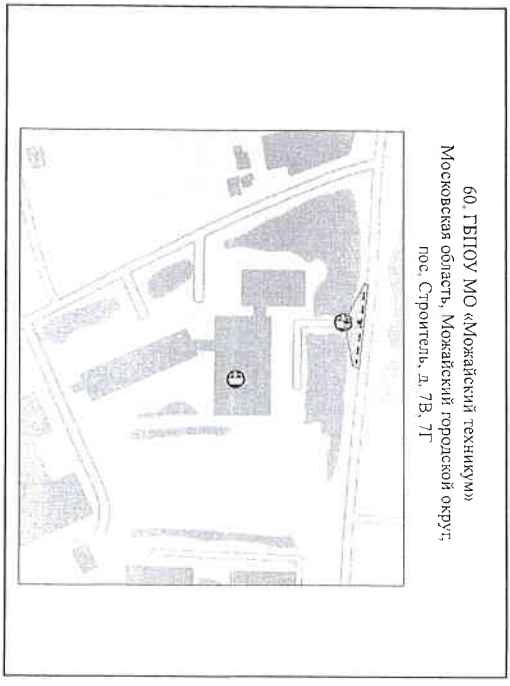 60. ГБПОУ МО «Можайский техникум»
Московская область, Можайский городской округ,
пос. Строитель, д. 7В, 7Г